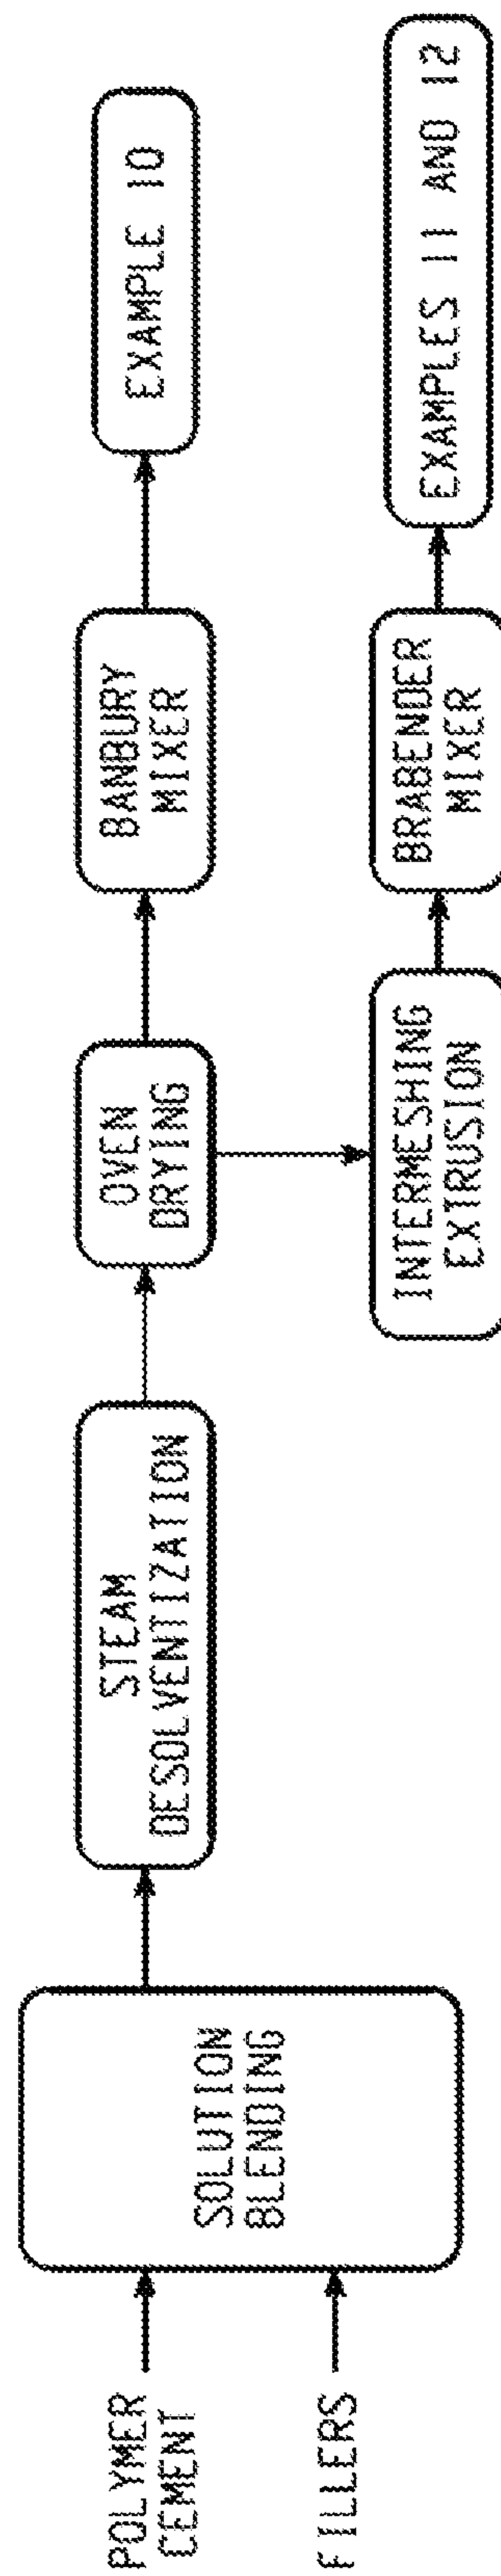 POLYMER
CEMENT
FILLERS
SOLUTION
BLENDING
STEAM
DESOLVENTIZATION
OVEN
DRYING
BANBURY
MIXER
EXAMPLE 10
INTERMESHING
EXTRUSION
BRABENDER
MIXER
EXAMPLES 11 AND 12